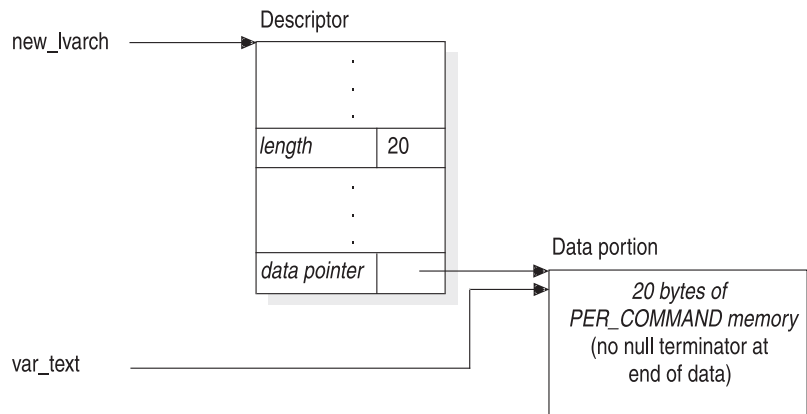 Descriptor
new_lvarch
.
.
.
length 20
.
.
.
data pointer
Data portion
20 bytes of
PER_COMMAND memory
(no null terminator at
end of data)
var_text